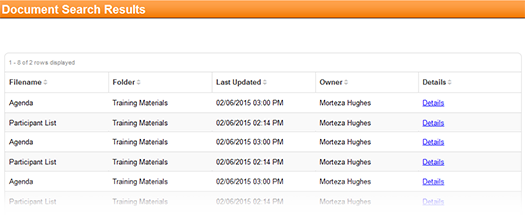 Document Search Results
1 - 8 of 2 rows displayed
Filename Folder Last Updated Owner Details
Agenda Training Materials 02/06/2015 03:00 PM Morteza Hughes Details
Participant List Training Materials 02/06/2015 02:14 PM Morteza Hughes Details
Agenda Training Materials 02/06/2015 03:00 PM Morteza Hughes Details
Participant List Training Materials 02/06/2015 02:14 PM Morteza Hughes Details
Agenda Training Materials 02/06/2015 03:00 PM Morteza Hughes Details
Participant List Training Materials 02/06/2015 02:14 PM Morteza Hughes Details